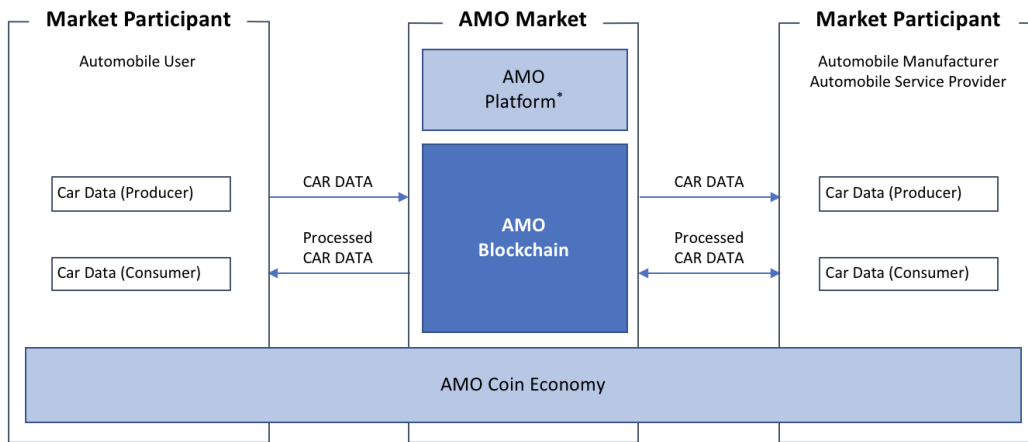 Market Participant
Automobile User
Car Data (Producer)
Car Data (Consumer)
CAR DATA
Processed
CAR DATA
AMO Market
AMO
Platform*
AMO
Blockchain
CAR DATA
Processed
CAR DATA
Market Participant
Automobile Manufacturer
Automobile Service Provider
Car Data (Producer)
Car Data (Consumer)
AMO Coin Economy